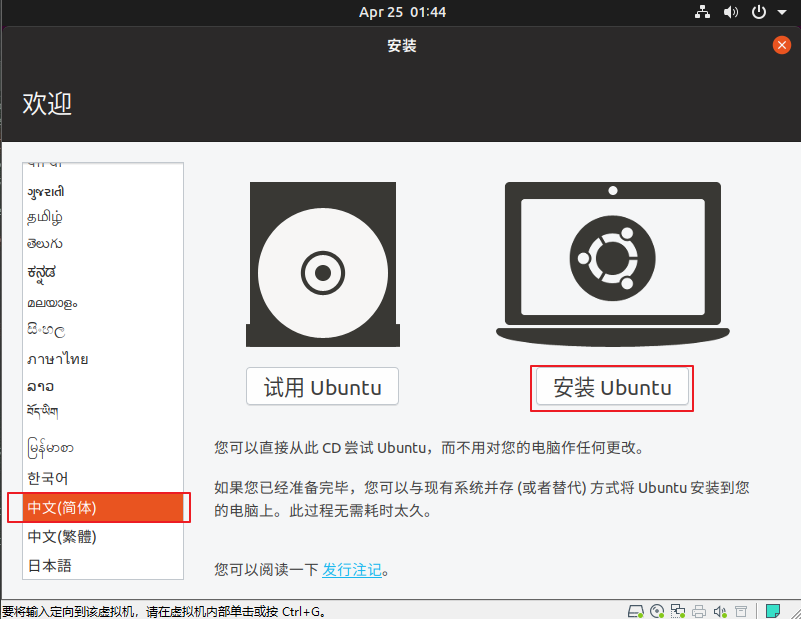 Apr 25 01:44
安装
欢迎
ગુજરાતી
தமிழ்
తెలుగు
ಕನ್ನಡ
മലയാളം
සිංහල
ภาษาไทย
ລາວ
བོད་ཡིག
မြန်မာစာ
한국어
中文(简体)
中文(繁體)
日本語
试用 Ubuntu
安装 Ubuntu
您可以直接从此 CD 尝试 Ubuntu，而不用对您的电脑作任何更改。
如果您已经准备完毕，您可以与现有系统并存 (或者替代) 方式将 Ubuntu 安装到您
的电脑上。此过程无需耗时太久。
您可以阅读一下 发行注记。
要将输入定向到该虚拟机，请在虚拟机内部单击或按 Ctrl+G。